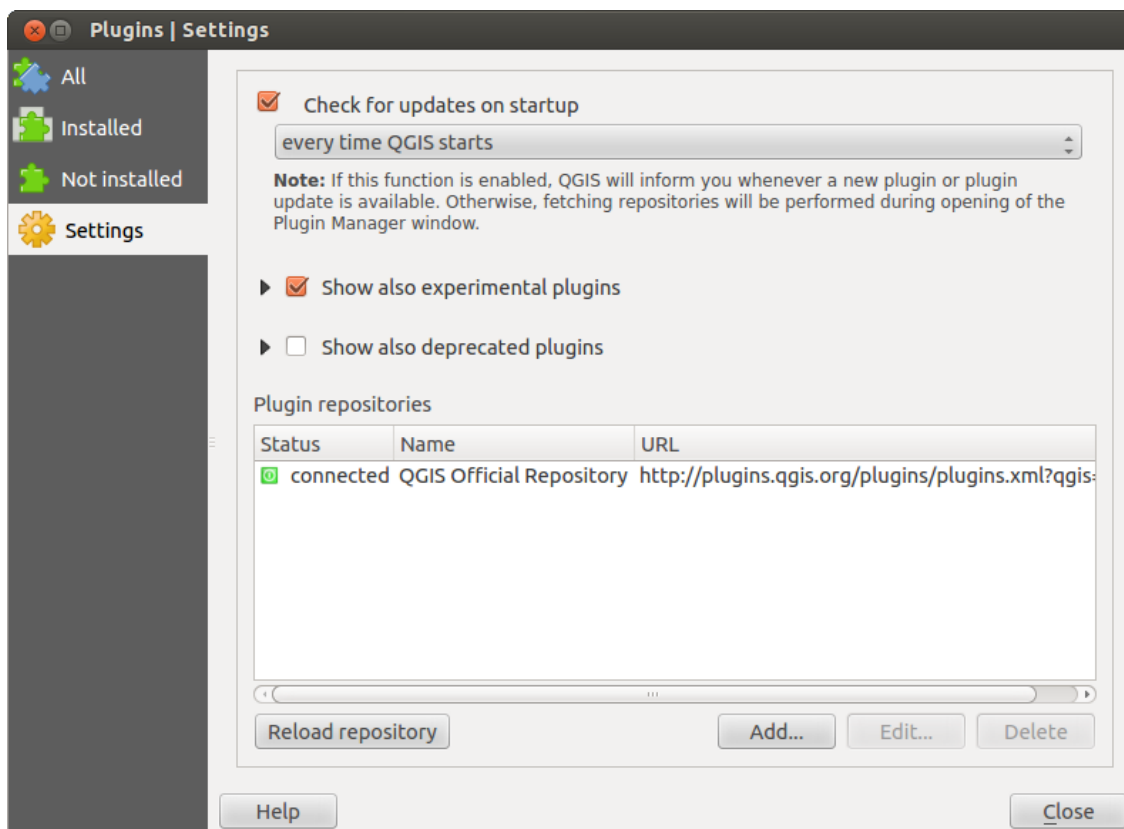 Plugins | Settings
All
Installed
Not installed
Settings
Check for updates on startup
every time QGIS starts
Note: If this function is enabled, QGIS will inform you whenever a new plugin or plugin
update is available. Otherwise, fetching repositories will be performed during opening of the
Plugin Manager window.
Show also experimental plugins
Show also deprecated plugins
Plugin repositories
Status Name URL
connected QGIS Official Repository http://plugins.qgis.org/plugins/plugins.xml?qgis=
Reload repository Add... Edit... Delete
Help Close